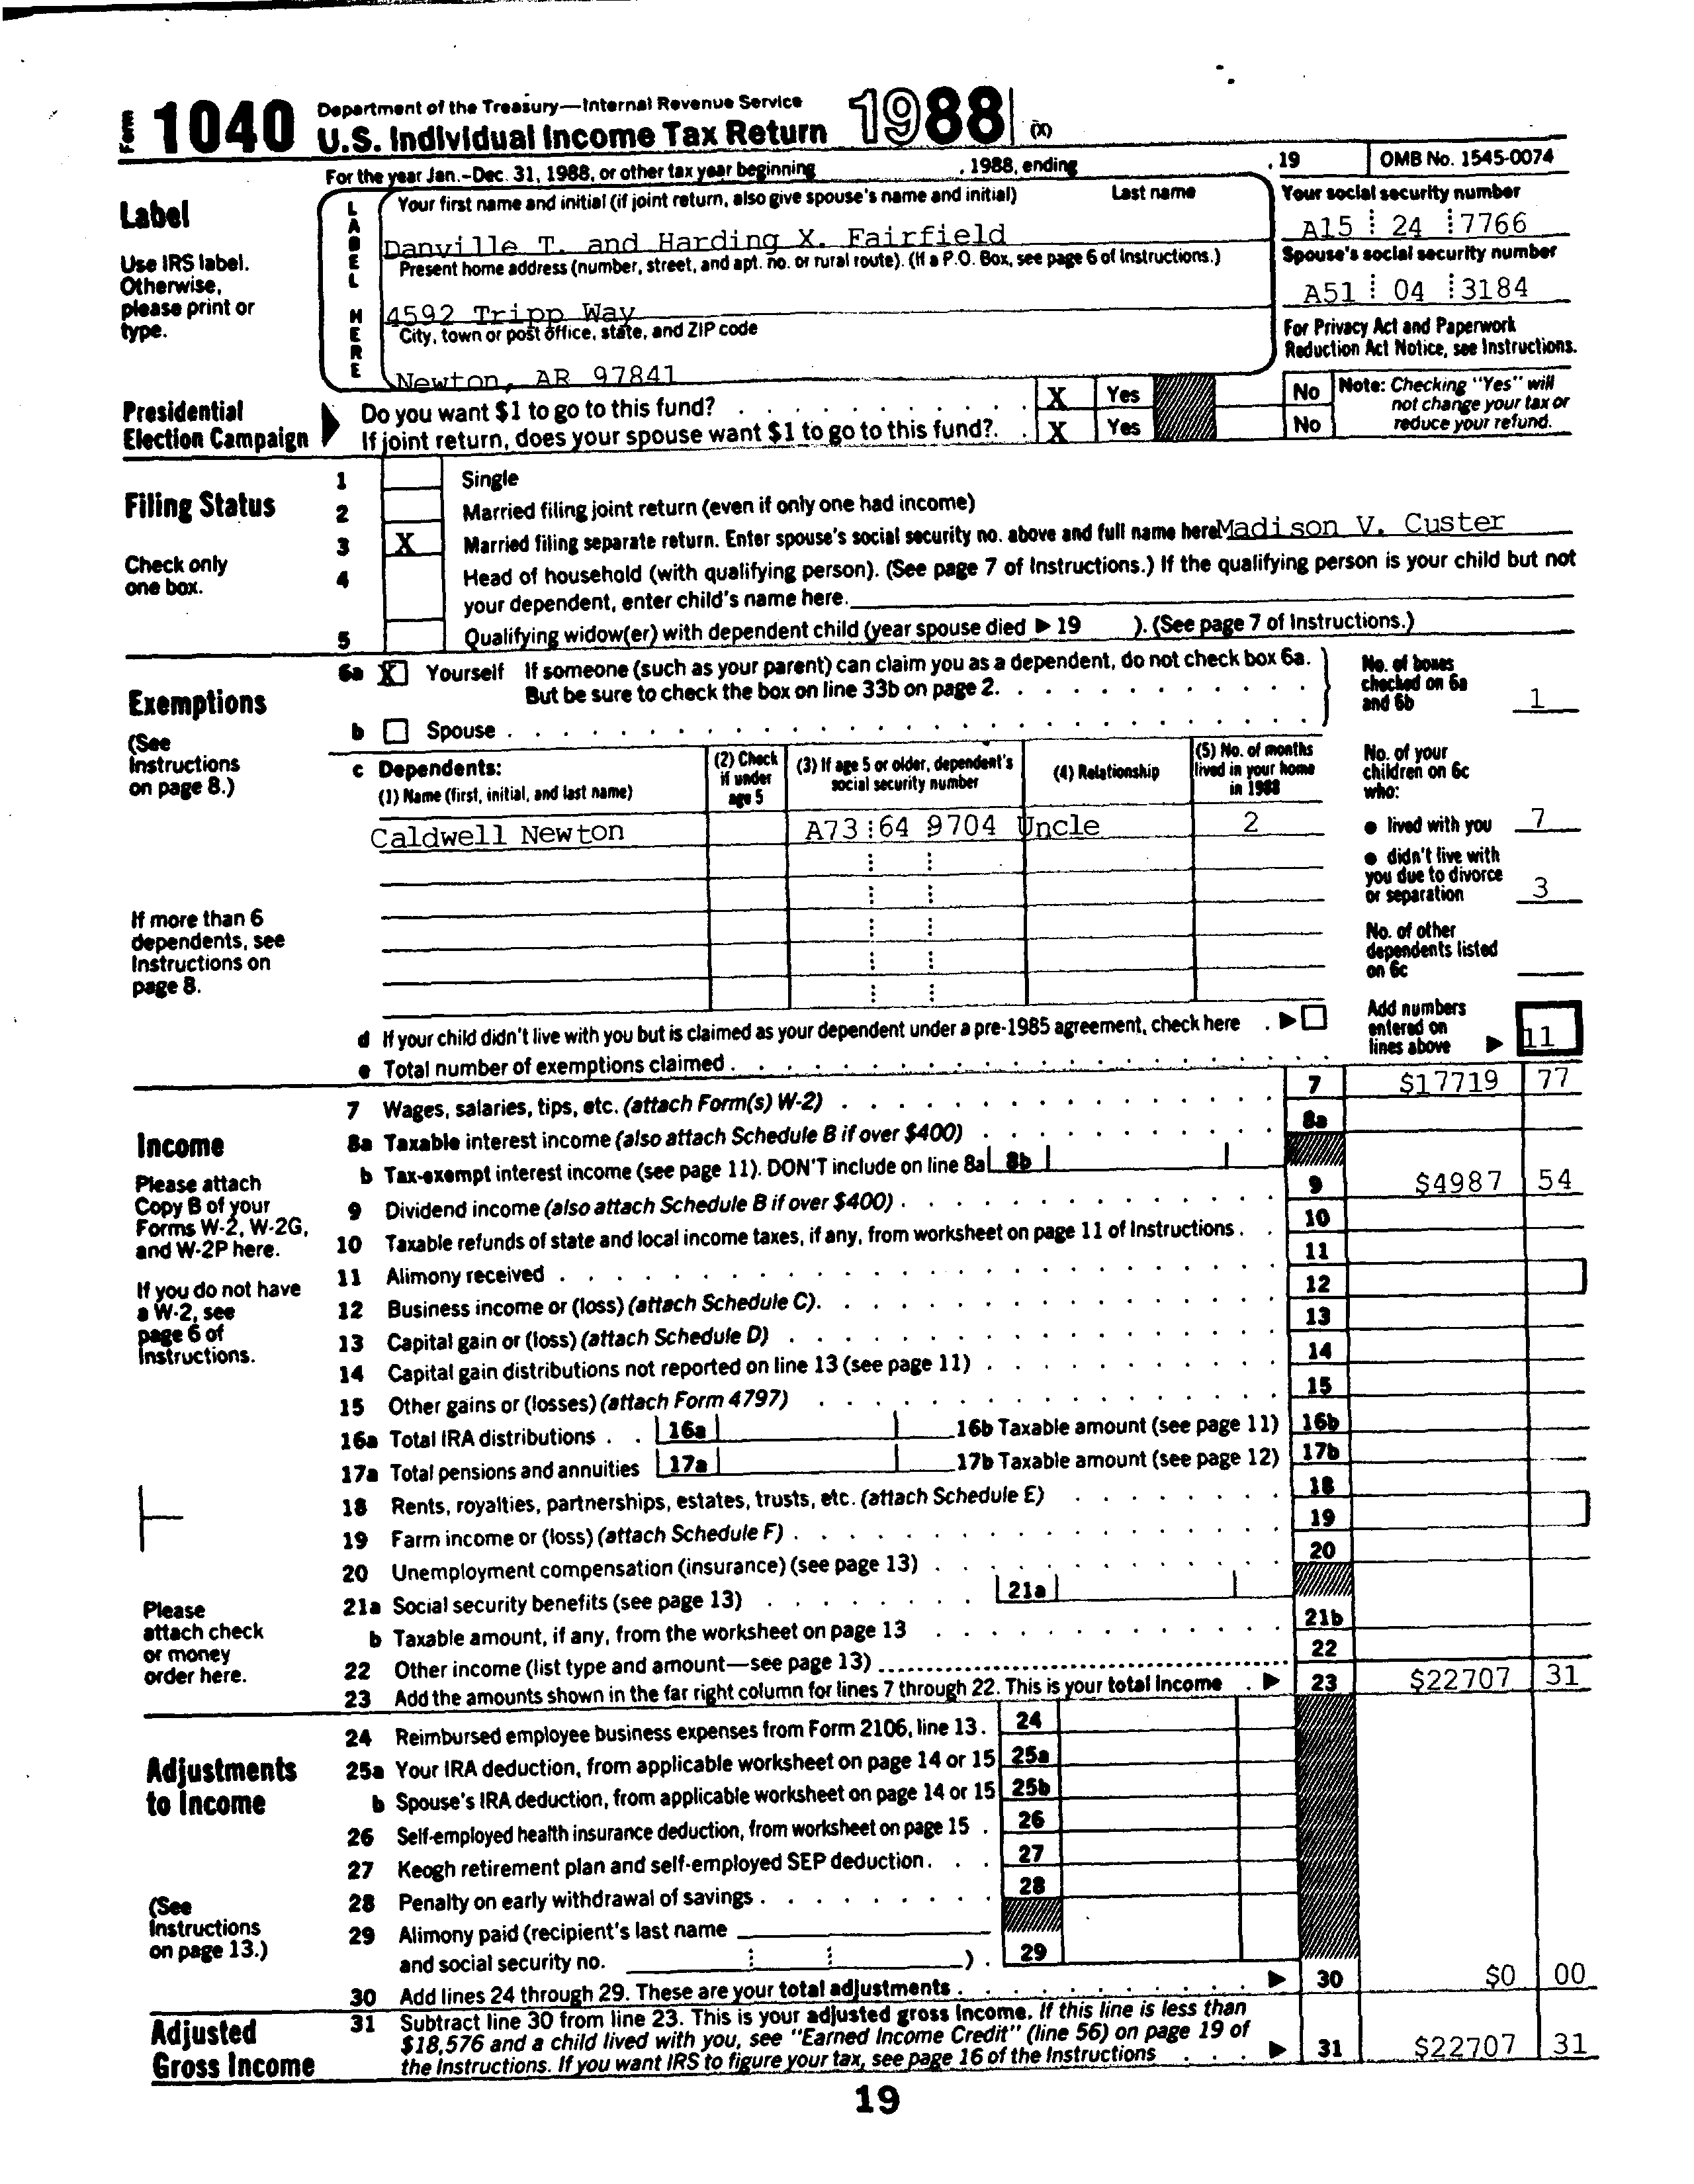 Form 1040 Department of the Treasury—Internal Revenue Service
U.S. Individual Income Tax Return 1988 (X)
For the year Jan.–Dec. 31, 1988, or other tax year beginning , 1988, ending , 19 OMB No. 1545-0074
Label
Use IRS label.
Otherwise,
please print or
type.
LABEL HERE
Your first name and initial (if joint return, also give spouse's name and initial) Last name
Danville T. and Harding X. Fairfield
Present home address (number, street, and apt. no. or rural route). (If a P.O. Box, see page 6 of Instructions.)
4592 Tripp Way
City, town or post office, state, and ZIP code
Newton, AR 97841
Your social security number
A15 24 7766
Spouse's social security number
A51 04 3184
For Privacy Act and Paperwork
Reduction Act Notice, see Instructions.
Presidential
Election Campaign
Do you want $1 to go to this fund? X Yes No
If joint return, does your spouse want $1 to go to this fund? X Yes No
Note: Checking "Yes" will
not change your tax or
reduce your refund.
Filing Status
Check only
one box.
1 Single
2 Married filing joint return (even if only one had income)
3 X Married filing separate return. Enter spouse's social security no. above and full name here. Madison V. Custer
4 Head of household (with qualifying person). (See page 7 of Instructions.) If the qualifying person is your child but not
your dependent, enter child's name here.
5 Qualifying widow(er) with dependent child (year spouse died ▶ 19 ). (See page 7 of Instructions.)
Exemptions
(See
Instructions
on page 8.)
If more than 6
dependents, see
Instructions on
page 8.
6a X Yourself If someone (such as your parent) can claim you as a dependent, do not check box 6a.
But be sure to check the box on line 33b on page 2.
b Spouse
No. of boxes
checked on 6a
and 6b 1
c Dependents:
(1) Name (first, initial, and last name)
(2) Check
if under
age 5
(3) If age 5 or older, dependent's
social security number
(4) Relationship
(5) No. of months
lived in your home
in 1988
Caldwell Newton A73 64 9704 Uncle 2
No. of your
children on 6c
who:
● lived with you 7
● didn't live with
you due to divorce
or separation 3
No. of other
dependents listed
on 6c
d If your child didn't live with you but is claimed as your dependent under a pre-1985 agreement, check here ▶
e Total number of exemptions claimed
Add numbers
entered on
lines above ▶ 11
Income
Please attach
Copy B of your
Forms W-2, W-2G,
and W-2P here.
If you do not have
a W-2, see
page 6 of
Instructions.
Please
attach check
or money
order here.
7 Wages, salaries, tips, etc. (attach Form(s) W-2) 7 $17719 77
8a Taxable interest income (also attach Schedule B if over $400) 8a
b Tax-exempt interest income (see page 11). DON'T include on line 8a 8b
9 Dividend income (also attach Schedule B if over $400) 9 $4987 54
10 Taxable refunds of state and local income taxes, if any, from worksheet on page 11 of Instructions 10
11 Alimony received 11
12 Business income or (loss) (attach Schedule C) 12
13 Capital gain or (loss) (attach Schedule D) 13
14 Capital gain distributions not reported on line 13 (see page 11) 14
15 Other gains or (losses) (attach Form 4797) 15
16a Total IRA distributions 16a 16b Taxable amount (see page 11) 16b
17a Total pensions and annuities 17a 17b Taxable amount (see page 12) 17b
18 Rents, royalties, partnerships, estates, trusts, etc. (attach Schedule E) 18
19 Farm income or (loss) (attach Schedule F) 19
20 Unemployment compensation (insurance) (see page 13) 20
21a Social security benefits (see page 13) 21a
b Taxable amount, if any, from the worksheet on page 13 21b
22 Other income (list type and amount—see page 13) 22
23 Add the amounts shown in the far right column for lines 7 through 22. This is your total income ▶ 23 $22707 31
Adjustments
to Income
(See
Instructions
on page 13.)
24 Reimbursed employee business expenses from Form 2106, line 13 24
25a Your IRA deduction, from applicable worksheet on page 14 or 15 25a
b Spouse's IRA deduction, from applicable worksheet on page 14 or 15 25b
26 Self-employed health insurance deduction, from worksheet on page 15 26
27 Keogh retirement plan and self-employed SEP deduction 27
28 Penalty on early withdrawal of savings 28
29 Alimony paid (recipient's last name
and social security no. ) 29
30 Add lines 24 through 29. These are your total adjustments ▶ 30 $0 00
Adjusted
Gross Income
31 Subtract line 30 from line 23. This is your adjusted gross income. If this line is less than
$18,576 and a child lived with you, see "Earned Income Credit" (line 56) on page 19 of
the Instructions. If you want IRS to figure your tax, see page 16 of the Instructions ▶ 31 $22707 31
19